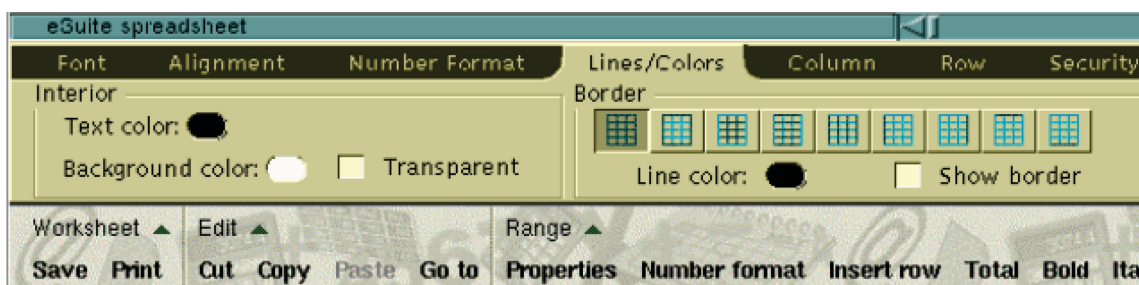 eSuite spreadsheet
Font Alignment Number Format Lines/Colors Column Row Security
Interior Border
Text color:
Background color: Transparent Line color: Show border
Worksheet Edit Range
Save Print Cut Copy Paste Go to Properties Number format Insert row Total Bold Ita